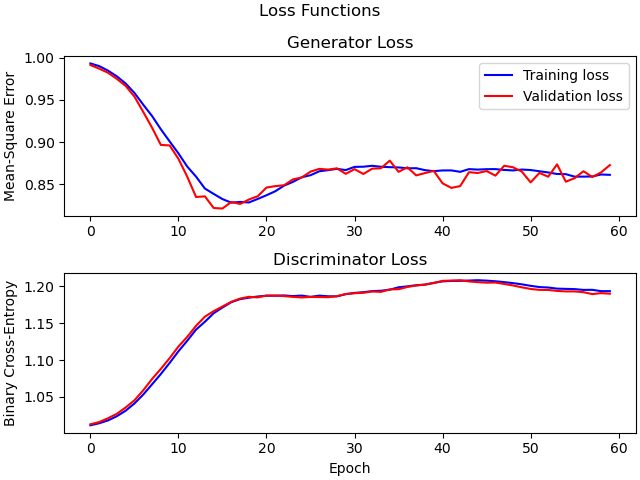 Loss Functions
Generator Loss
Mean-Square Error
1.00
0.95
0.90
0.85
Training loss
Validation loss
0 10 20 30 40 50 60
Discriminator Loss
Binary Cross-Entropy
1.20
1.15
1.10
1.05
0 10 20 30 40 50 60
Epoch